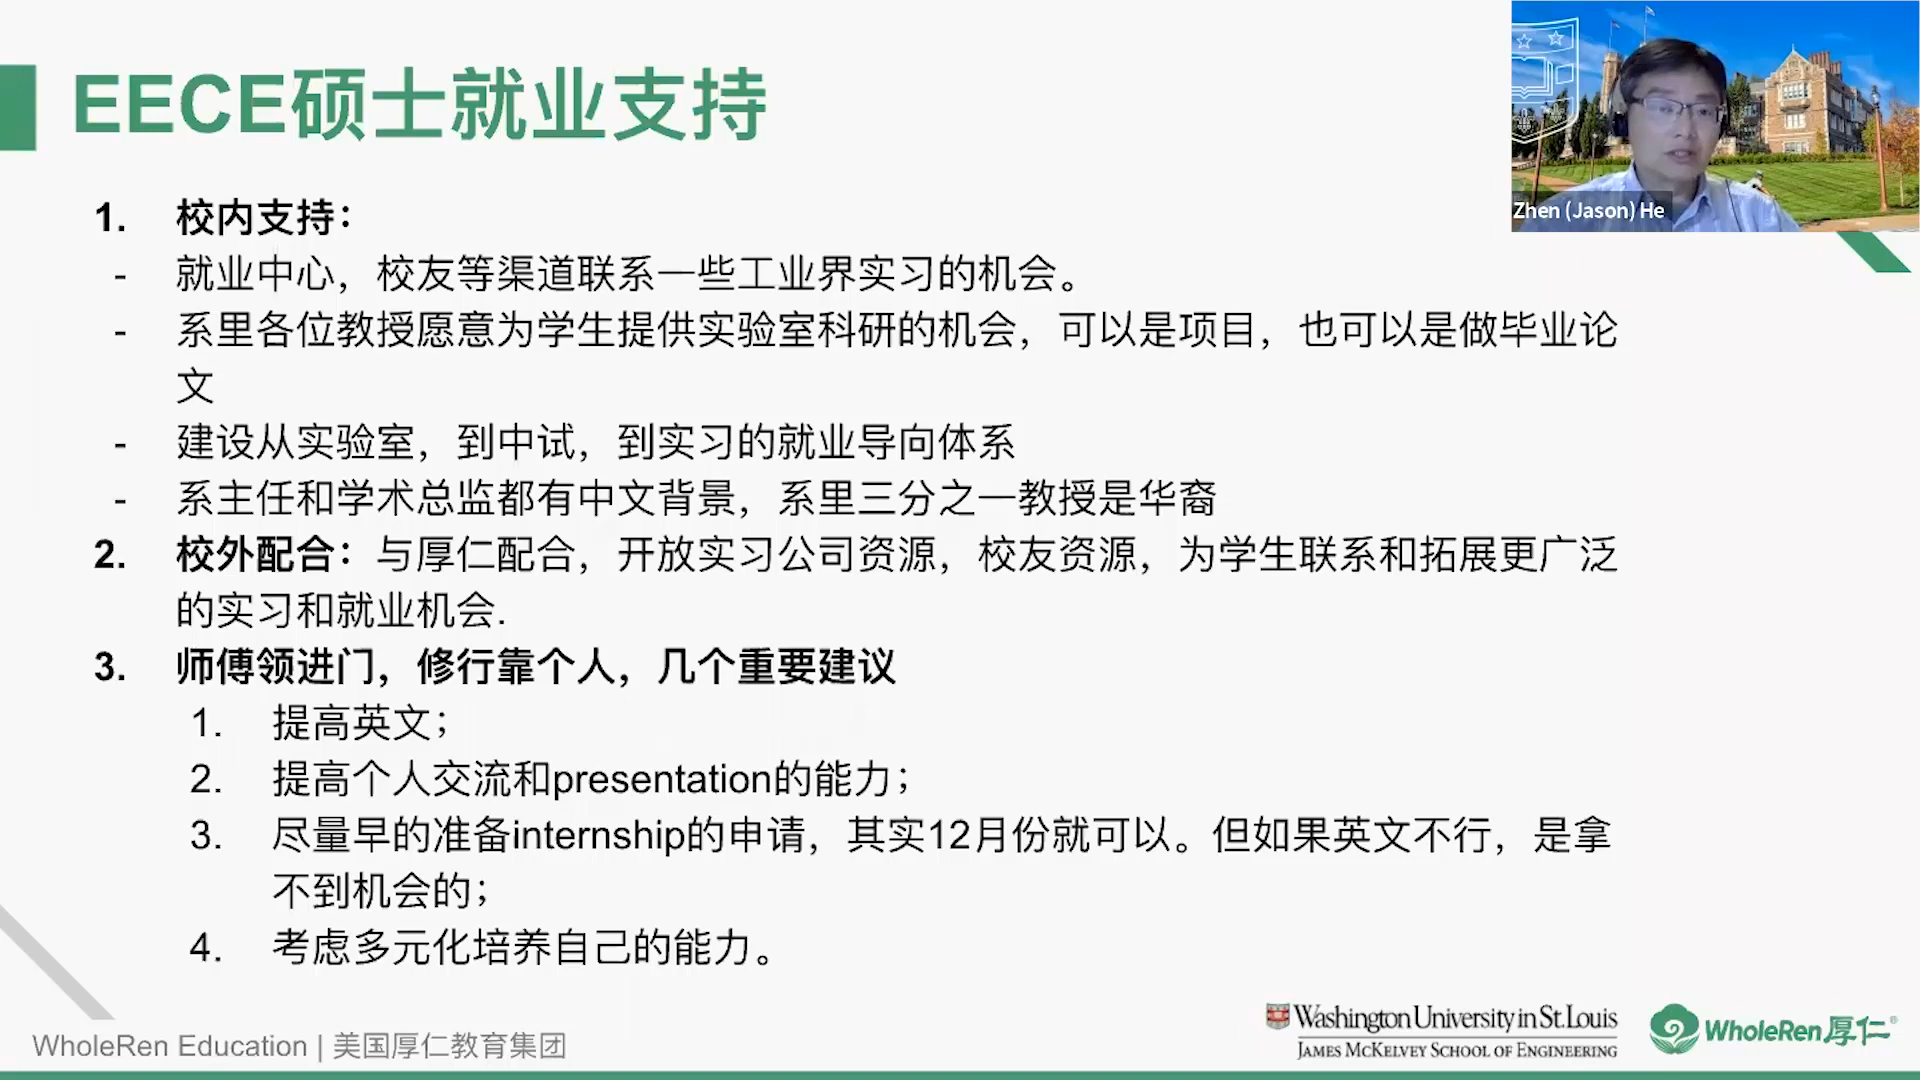 EECE硕士就业支持
Zhen (Jason) He
1. 校内支持：
- 就业中心，校友等渠道联系一些工业界实习的机会。
- 系里各位教授愿意为学生提供实验室科研的机会，可以是项目，也可以是做毕业论
文
- 建设从实验室，到中试，到实习的就业导向体系
- 系主任和学术总监都有中文背景，系里三分之一教授是华裔
2. 校外配合：与厚仁配合，开放实习公司资源，校友资源，为学生联系和拓展更广泛
的实习和就业机会.
3. 师傅领进门，修行靠个人，几个重要建议
1. 提高英文；
2. 提高个人交流和presentation的能力；
3. 尽量早的准备internship的申请，其实12月份就可以。但如果英文不行，是拿
不到机会的；
4. 考虑多元化培养自己的能力。
WholeRen Education | 美国厚仁教育集团
Washington University in St. Louis
JAMES MCKELVEY SCHOOL OF ENGINEERING
WholeRen厚仁®